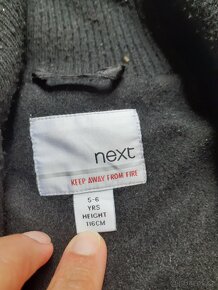 next
KEEP AWAY FROM FIRE
5-6
YRS
HEIGHT
116CM